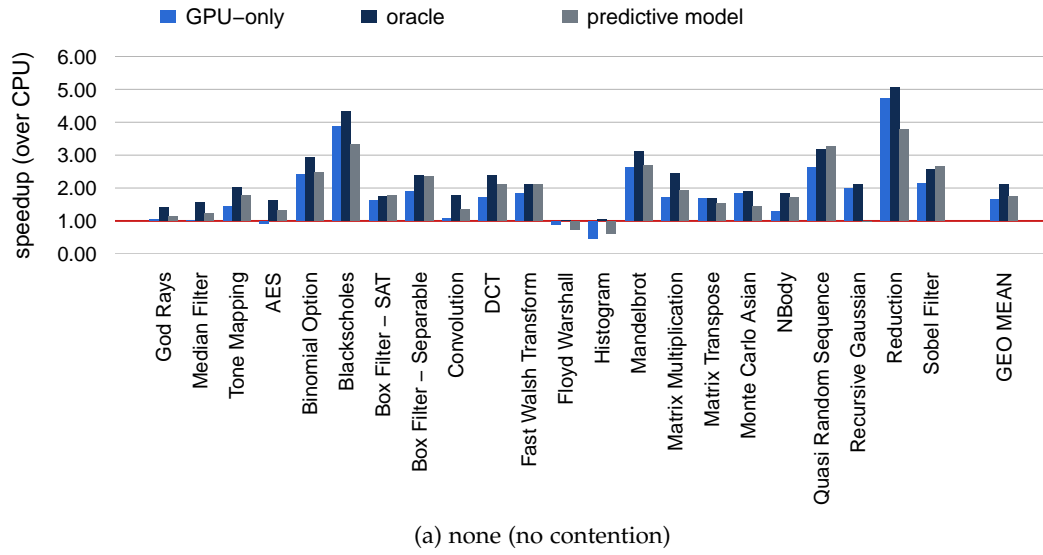 GPU−only oracle predictive model
speedup (over CPU)
6.00
5.00
4.00
3.00
2.00
1.00
0.00
God Rays
Median Filter
Tone Mapping
AES
Binomial Option
Blackscholes
Box Filter − SAT
Box Filter − Separable
Convolution
DCT
Fast Walsh Transform
Floyd Warshall
Histogram
Mandelbrot
Matrix Multiplication
Matrix Transpose
Monte Carlo Asian
NBody
Quasi Random Sequence
Recursive Gaussian
Reduction
Sobel Filter
GEO MEAN
(a) none (no contention)